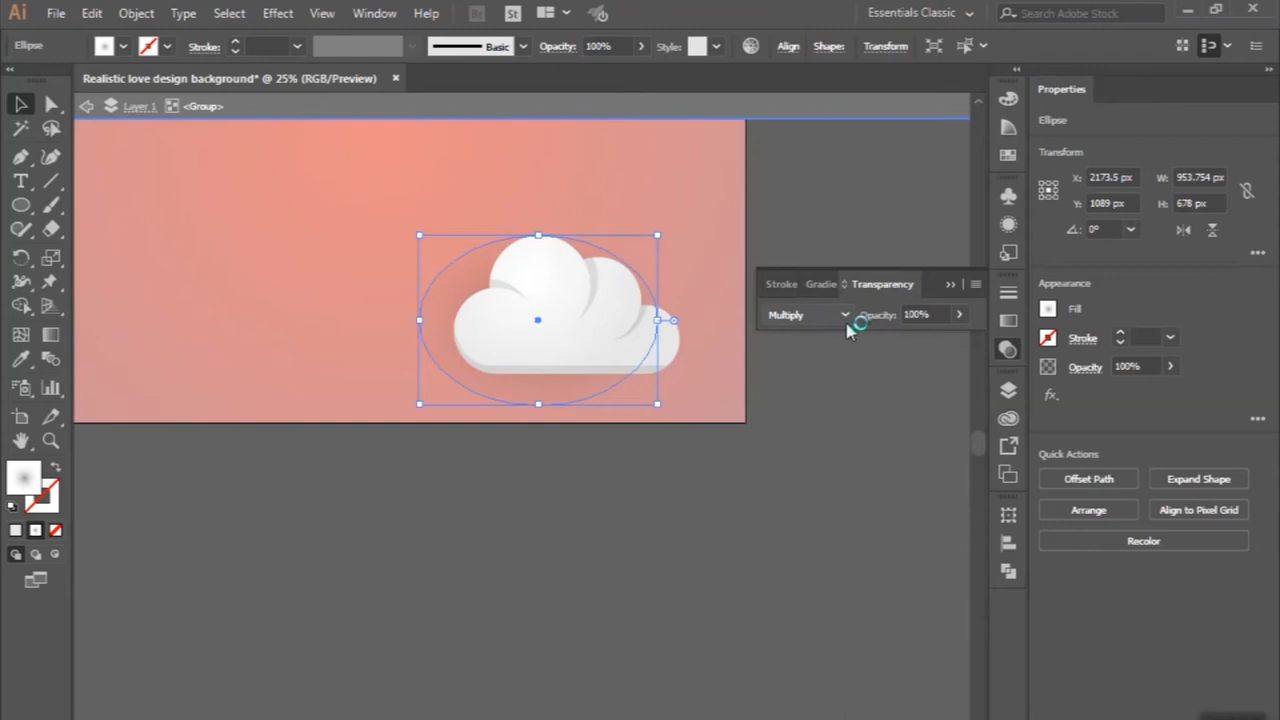 Ai File Edit Object Type Select Effect View Window Help Br St Essentials Classic Search Adobe Stock
Ellipse Stroke: Basic Opacity: 100% Style: Align Shape: Transform
Realistic love design background* @ 25% (RGB/Preview) ×
Layer 1 <Group>
Properties
Ellipse
Transform
X: 2173.5 px W: 953.754 px
Y: 1089 px H: 678 px
0°
Stroke Gradie Transparency
Multiply Opacity: 100%
Appearance
Fill
Stroke
Opacity 100%
fx.
Quick Actions
Offset Path Expand Shape
Arrange Align to Pixel Grid
Recolor